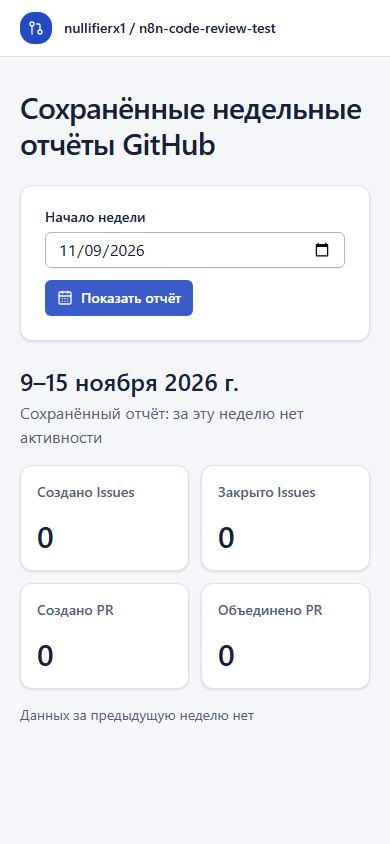 nullifierx1 / n8n-code-review-test
Сохранённые недельные
отчёты GitHub
Начало недели
11/09/2026
Показать отчёт
9–15 ноября 2026 г.
Сохранённый отчёт: за эту неделю нет
активности
Создано Issues
0
Закрыто Issues
0
Создано PR
0
Объединено PR
0
Данных за предыдущую неделю нет